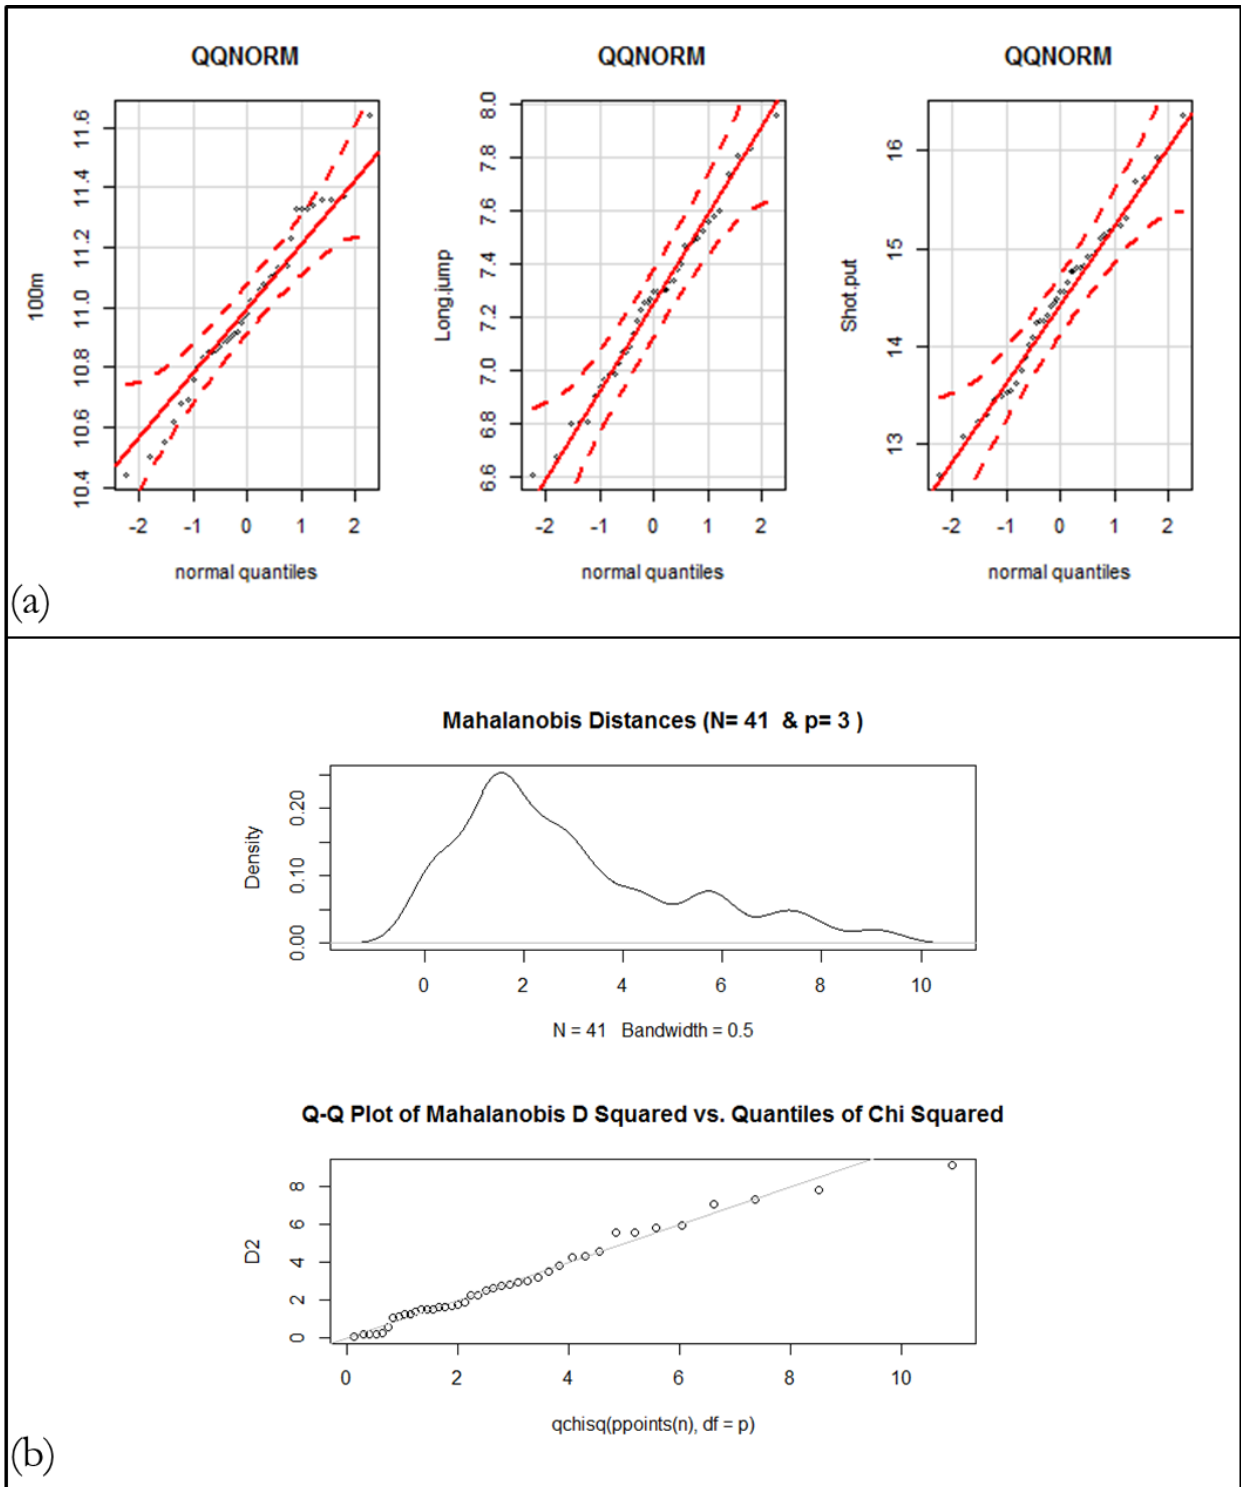 QQNORM QQNORM QQNORM
100m
11.6
11.4
11.2
11.0
10.8
10.6
10.4
-2 -1 0 1 2
normal quantiles
Long.jump
8.0
7.8
7.6
7.4
7.2
7.0
6.8
6.6
-2 -1 0 1 2
normal quantiles
Shot.put
16
15
14
13
-2 -1 0 1 2
normal quantiles
(a)
Mahalanobis Distances (N= 41 & p= 3 )
Density
0.20
0.10
0.00
0 2 4 6 8 10
N = 41 Bandwidth = 0.5
Q-Q Plot of Mahalanobis D Squared vs. Quantiles of Chi Squared
D2
8
6
4
2
0
0 2 4 6 8 10
qchisq(ppoints(n), df = p)
(b)